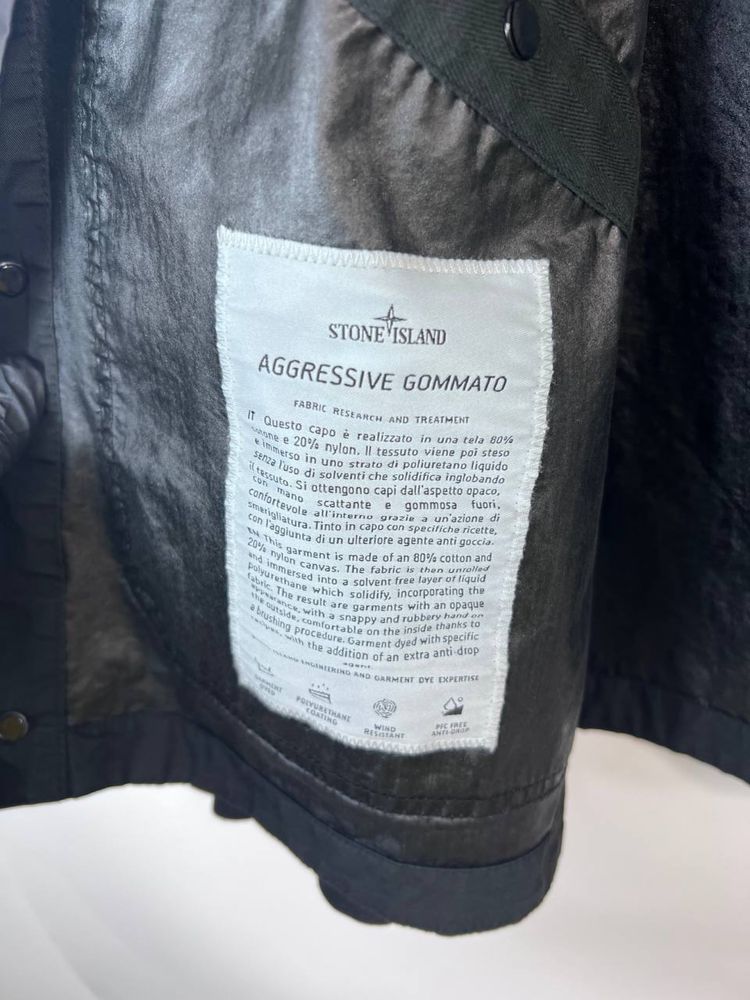 STONE ISLAND
AGGRESSIVE GOMMATO
FABRIC RESEARCH AND TREATMENT
IT Questo capo è realizzato in una tela 80%
cotone e 20% nylon. Il tessuto viene poi steso
e immerso in uno strato di poliuretano liquido
senza l'uso di solventi che solidifica inglobando
il tessuto. Si ottengono capi dall'aspetto opaco,
con mano scattante e gommosa fuori,
confortevole all'interno grazie a un'azione di
smerigliatura. Tinto in capo con specifiche ricette,
con l'aggiunta di un ulteriore agente anti goccia.
EN This garment is made of an 80% cotton and
20% nylon canvas. The fabric is then unrolled
and immersed into a solvent free layer of liquid
polyurethane which solidify, incorporating the
fabric. The result are garments with an opaque
appearance, with a snappy and rubbery hand on
the outside, comfortable on the inside thanks to
a brushing procedure. Garment dyed with specific
recipes, with the addition of an extra anti-drop
agent.
ISLAND ENGINEERING AND GARMENT DYE EXPERTISE
GARMENT
DYED
POLYURETHANE
COATING
WIND
RESISTANT
PFC FREE
ANTI-DROP